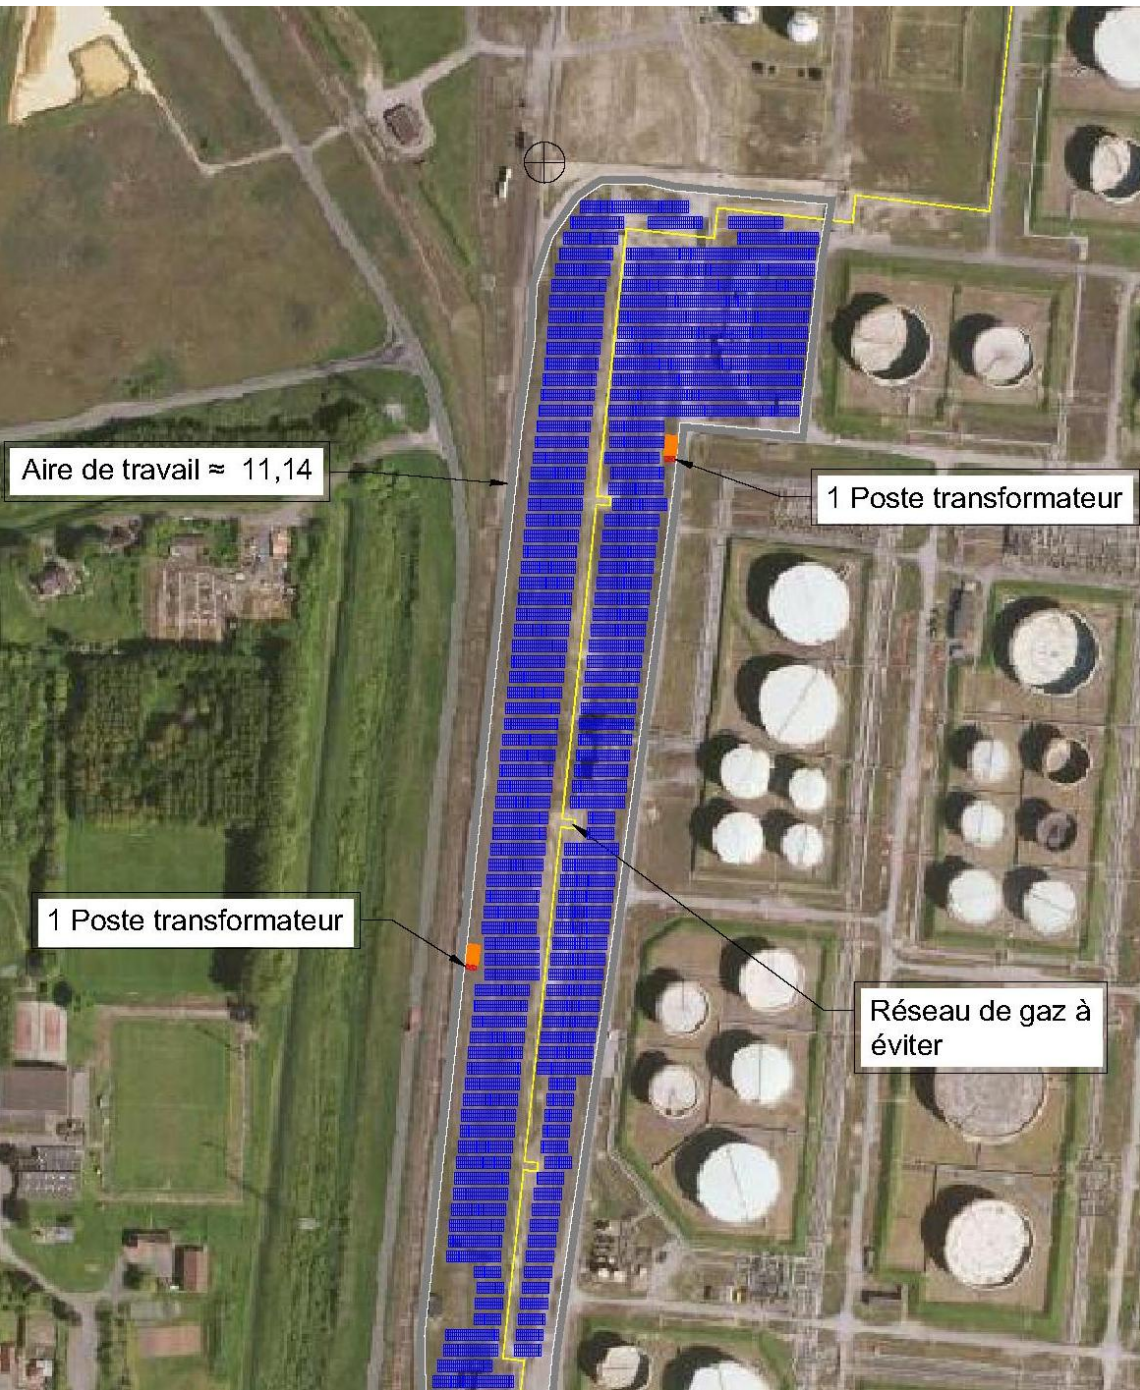 Aire de travail ≈ 11,14
1 Poste transformateur
1 Poste transformateur
Réseau de gaz à
éviter